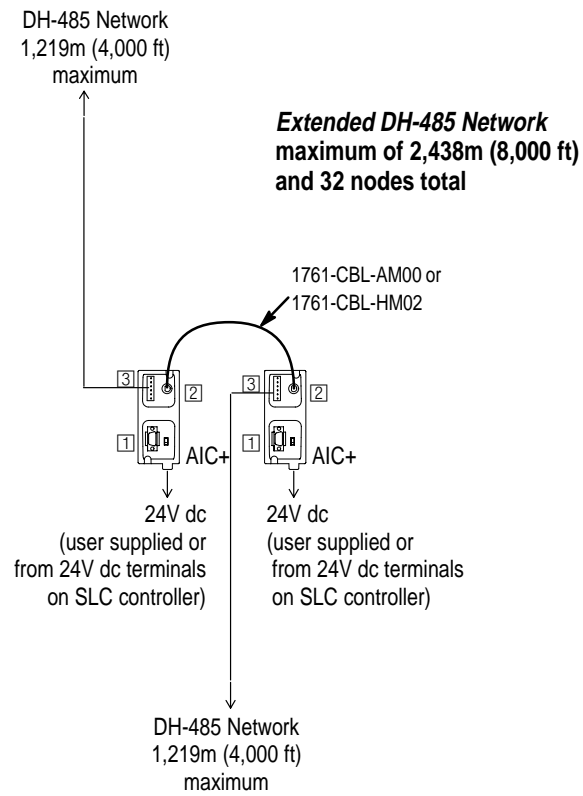 DH-485 Network
1,219m (4,000 ft)
maximum
Extended DH-485 Network
maximum of 2,438m (8,000 ft)
and 32 nodes total
1761-CBL-AM00 or
1761-CBL-HM02
3
2
1
AIC+
3
2
1
AIC+
24V dc
(user supplied or
from 24V dc terminals
on SLC controller)
24V dc
(user supplied or
from 24V dc terminals
on SLC controller)
DH-485 Network
1,219m (4,000 ft)
maximum